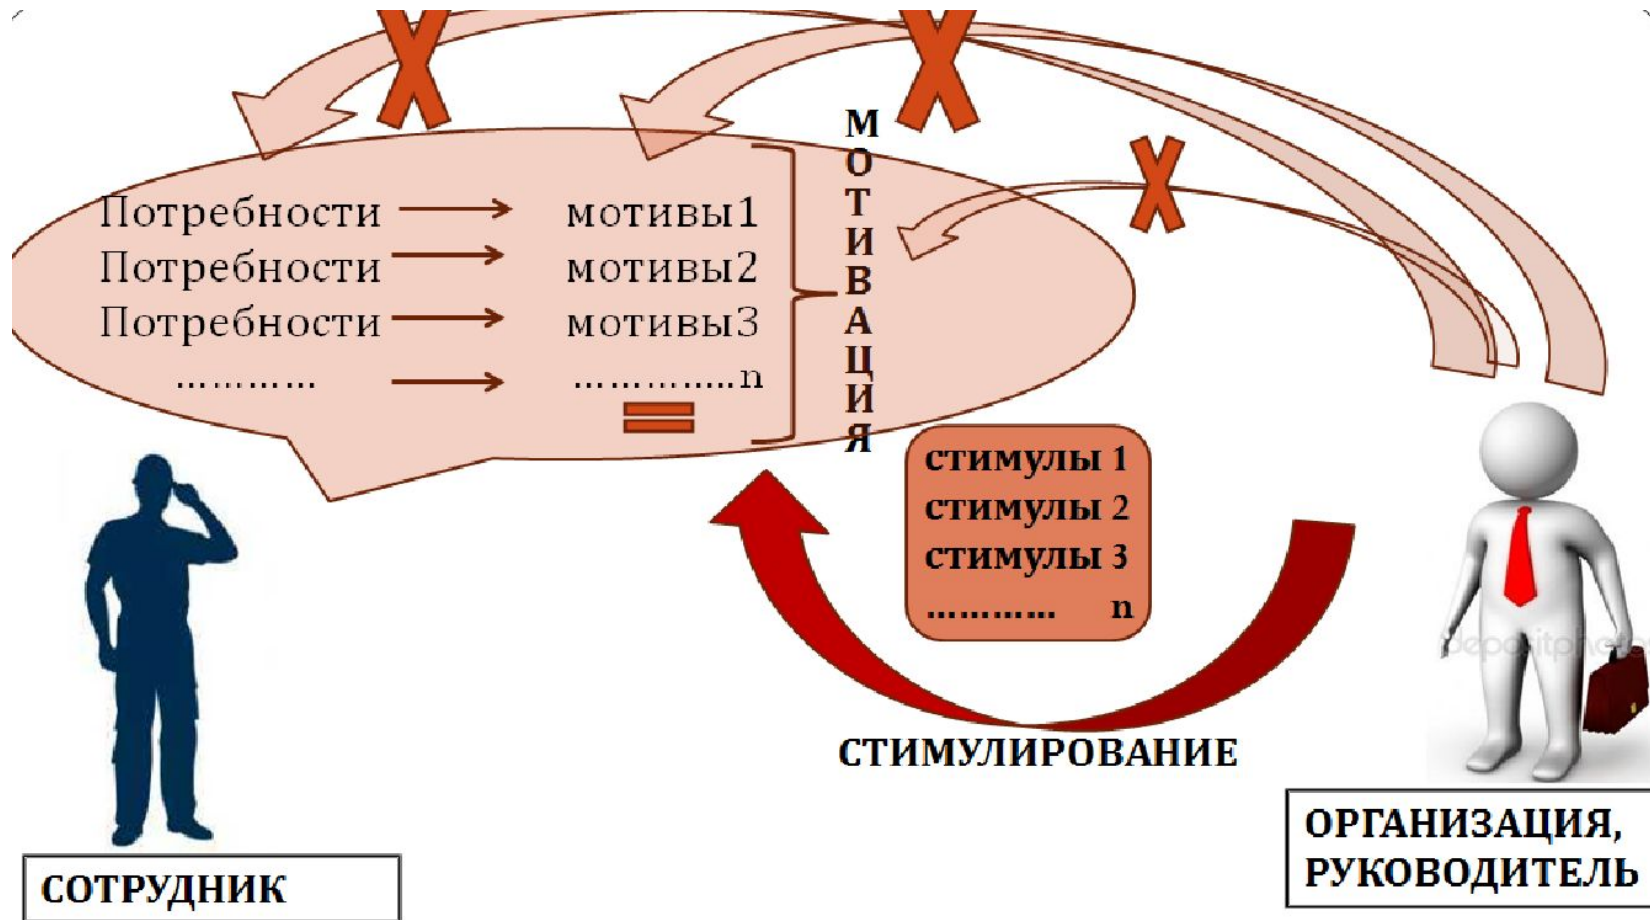 МОТИВАЦИЯ
Потребности мотивы1
Потребности мотивы2
Потребности мотивы3
………… …………..n
стимулы 1
стимулы 2
стимулы 3
………… n
СТИМУЛИРОВАНИЕ
СОТРУДНИК
ОРГАНИЗАЦИЯ,
РУКОВОДИТЕЛЬ